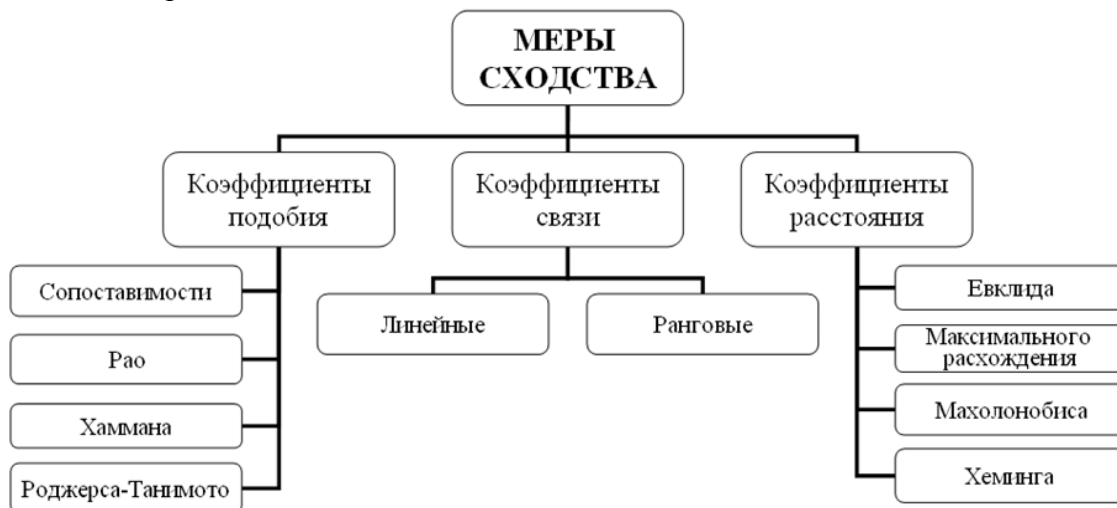 МЕРЫ
СХОДСТВА
Коэффициенты
подобия
Коэффициенты
связи
Коэффициенты
расстояния
Сопоставимости
Рао
Хаммана
Роджерса-Танимото
Линейные
Ранговые
Евклида
Максимального
расхождения
Махолонобиса
Хеминга